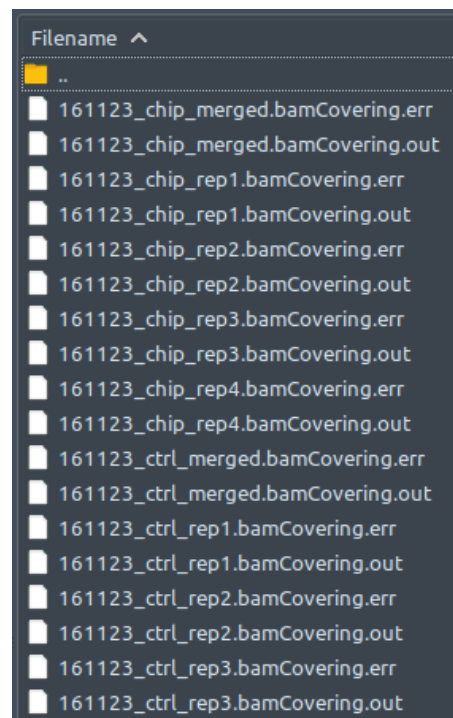 Filename
..
161123_chip_merged.bamCovering.err
161123_chip_merged.bamCovering.out
161123_chip_rep1.bamCovering.err
161123_chip_rep1.bamCovering.out
161123_chip_rep2.bamCovering.err
161123_chip_rep2.bamCovering.out
161123_chip_rep3.bamCovering.err
161123_chip_rep3.bamCovering.out
161123_chip_rep4.bamCovering.err
161123_chip_rep4.bamCovering.out
161123_ctrl_merged.bamCovering.err
161123_ctrl_merged.bamCovering.out
161123_ctrl_rep1.bamCovering.err
161123_ctrl_rep1.bamCovering.out
161123_ctrl_rep2.bamCovering.err
161123_ctrl_rep2.bamCovering.out
161123_ctrl_rep3.bamCovering.err
161123_ctrl_rep3.bamCovering.out